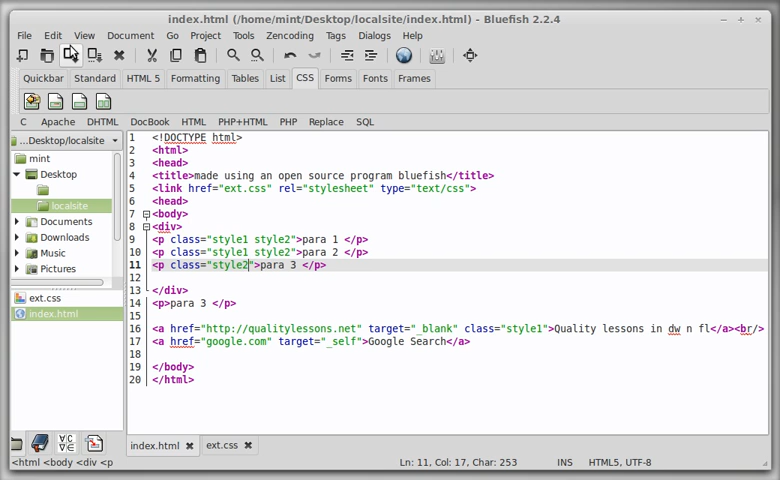 index.html (/home/mint/Desktop/localsite/index.html) - Bluefish 2.2.4
File Edit View Document Go Project Tools Zencoding Tags Dialogs Help
Quickbar Standard HTML 5 Formatting Tables List CSS Forms Fonts Frames
C Apache DHTML DocBook HTML PHP+HTML PHP Replace SQL
...Desktop/localsite
mint
Desktop
localsite
Documents
Downloads
Music
Pictures
ext.css
index.html
1 <!DOCTYPE html>
2 <html>
3 <head>
4 <title>made using an open source program bluefish</title>
5 <link href="ext.css" rel="stylesheet" type="text/css">
6 <head>
7 <body>
8 <div>
9 <p class="style1 style2">para 1 </p>
10 <p class="style1 style2">para 2 </p>
11 <p class="style2">para 3 </p>
12
13 </div>
14 <p>para 3 </p>
15
16 <a href="http://qualitylessons.net" target="_blank" class="style1">Quality lessons in dw n fl</a><br/>
17 <a href="google.com" target="_self">Google Search</a>
18
19 </body>
20 </html>
index.html ext.css
<html <body <div <p
Ln: 11, Col: 17, Char: 253 INS HTML5, UTF-8